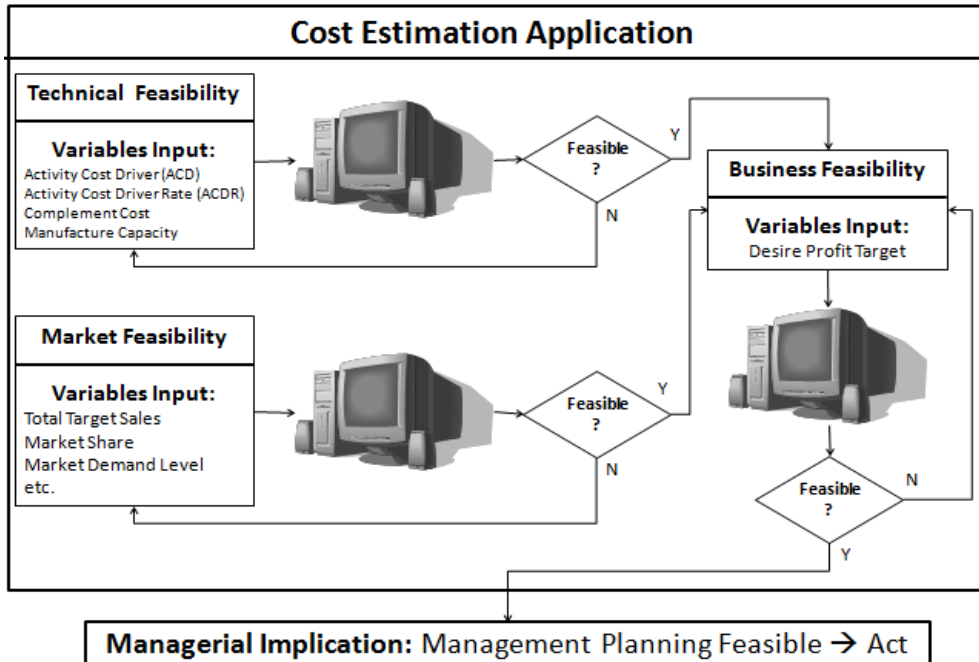 Cost Estimation Application
Technical Feasibility
Variables Input:
Activity Cost Driver (ACD)
Activity Cost Driver Rate (ACDR)
Complement Cost
Manufacture Capacity
Feasible
?
Y
N
Market Feasibility
Variables Input:
Total Target Sales
Market Share
Market Demand Level
etc.
Feasible
?
Y
N
Business Feasibility
Variables Input:
Desire Profit Target
Feasible
?
N
Y
Managerial Implication: Management Planning Feasible → Act